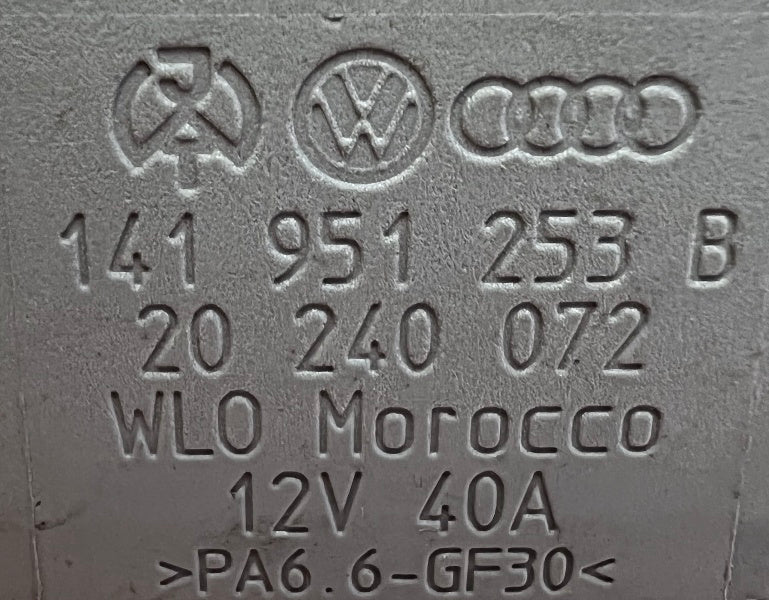 141 951 253 B
20 240 072
WLO Morocco
12V 40A
>PA6.6-GF30<